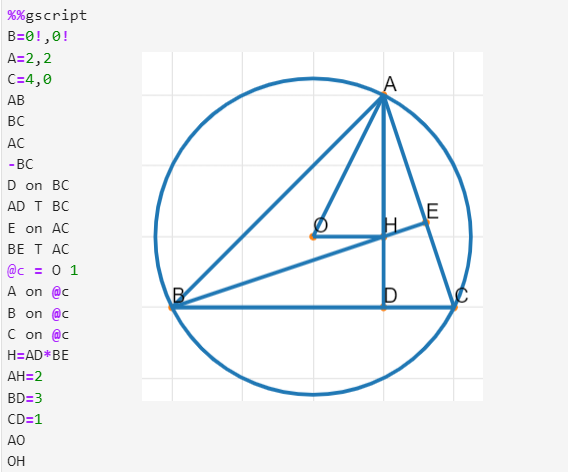 %%gscript
B=0!,0!
A=2,2
C=4,0
AB
BC
AC
-BC
D on BC
AD T BC
E on AC
BE T AC
@c = O 1
A on @c
B on @c
C on @c
H=AD*BE
AH=2
BD=3
CD=1
AO
OH
A
O
H
E
B
D
C